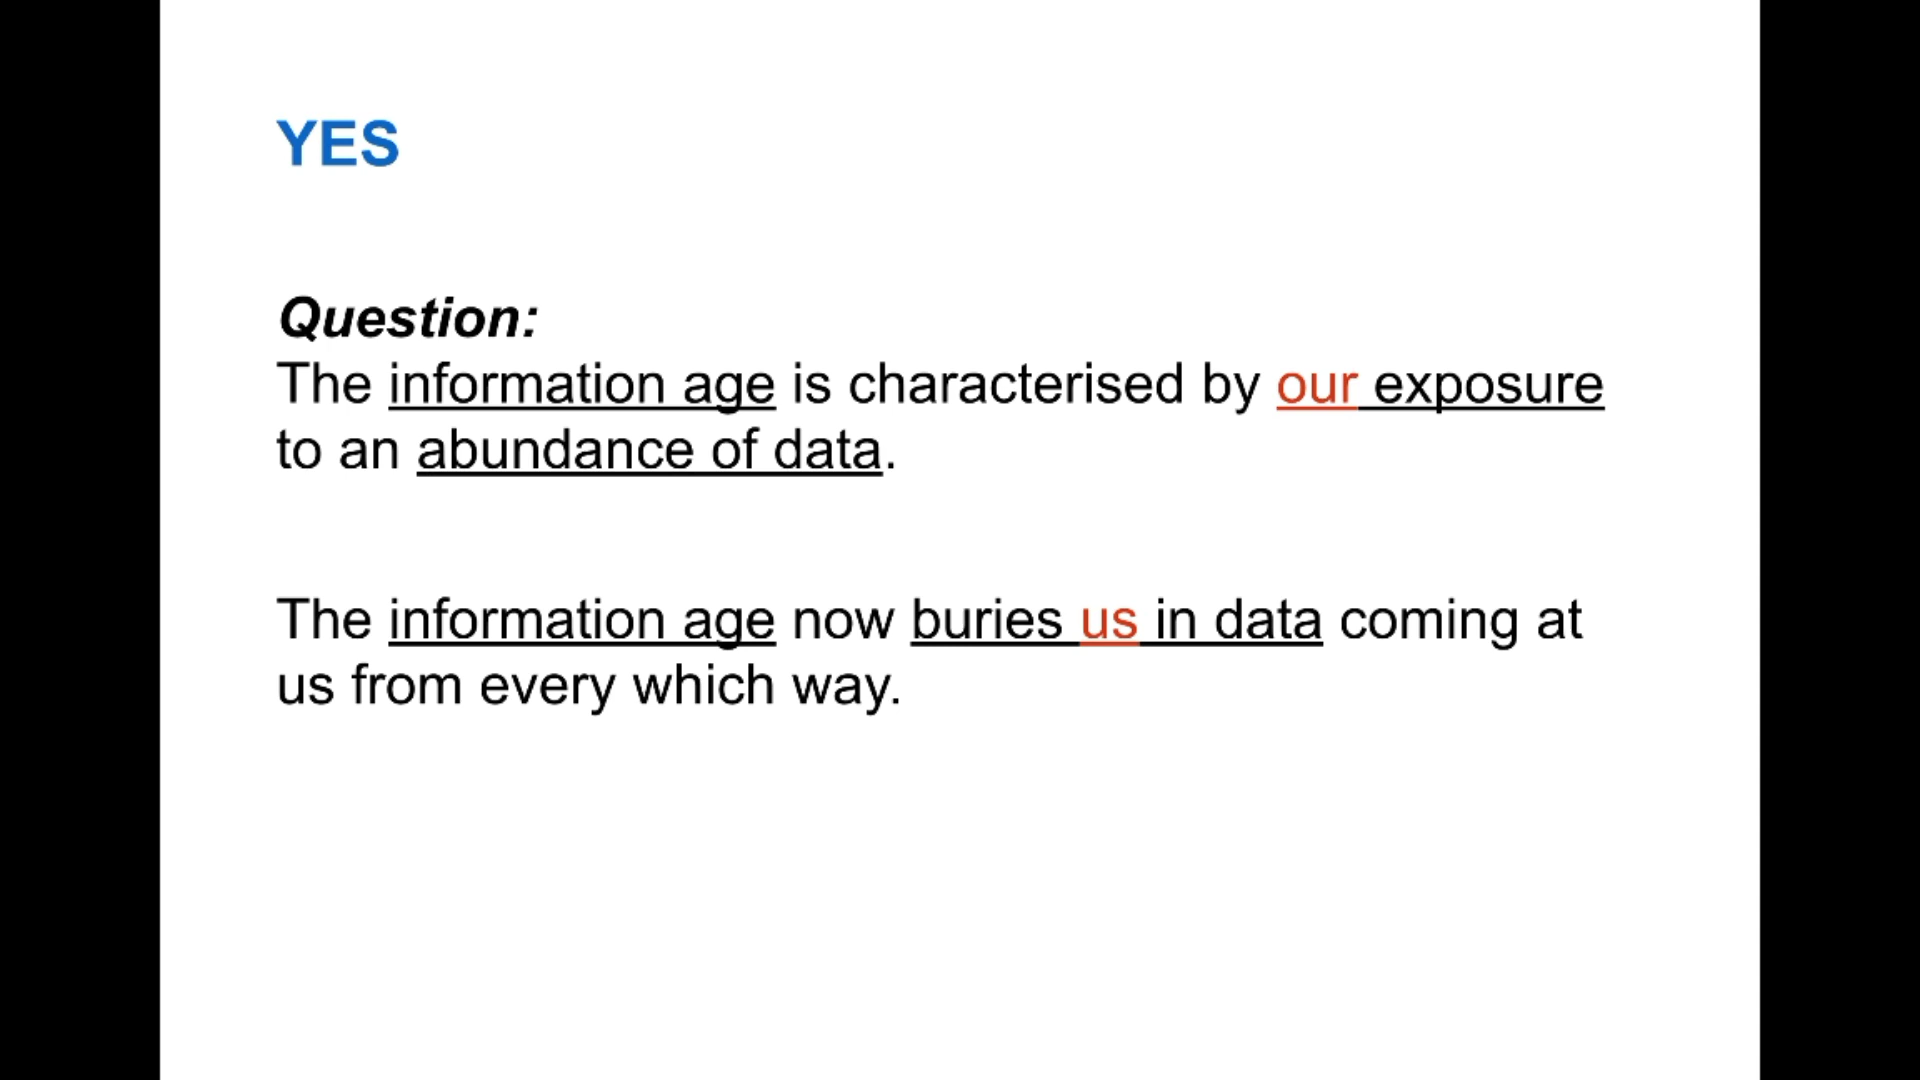 YES
Question:
The information age is characterised by our exposure
to an abundance of data.
The information age now buries us in data coming at
us from every which way.